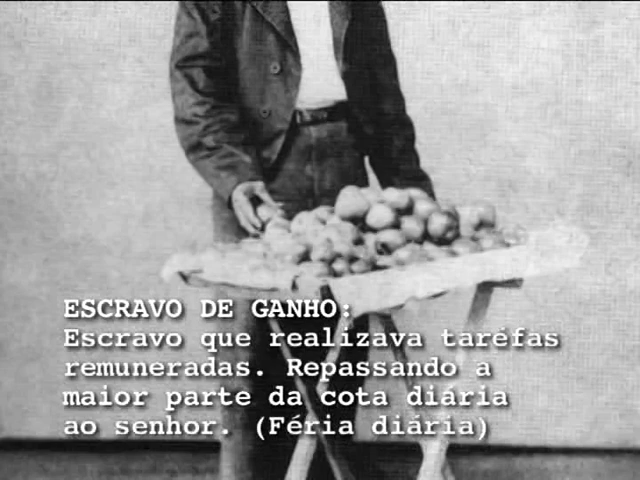 ESCRAVO DE GANHO:
Escravo que realizava tarefas
remuneradas. Repassando a
maior parte da cota diária
ao senhor. (Féria diária)